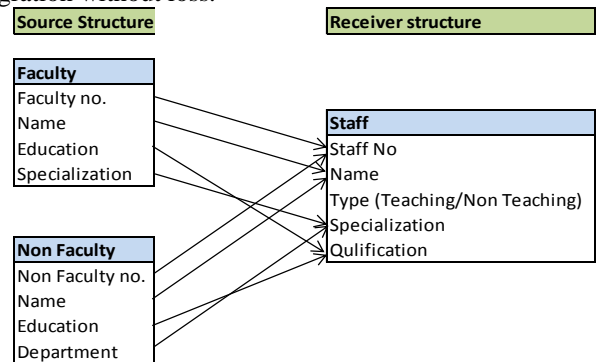 gration without loss.
Source Structure
Receiver structure
Faculty
Faculty no.
Name
Education
Specialization
Non Faculty
Non Faculty no.
Name
Education
Department
Staff
Staff No
Name
Type (Teaching/Non Teaching)
Specialization
Qulification